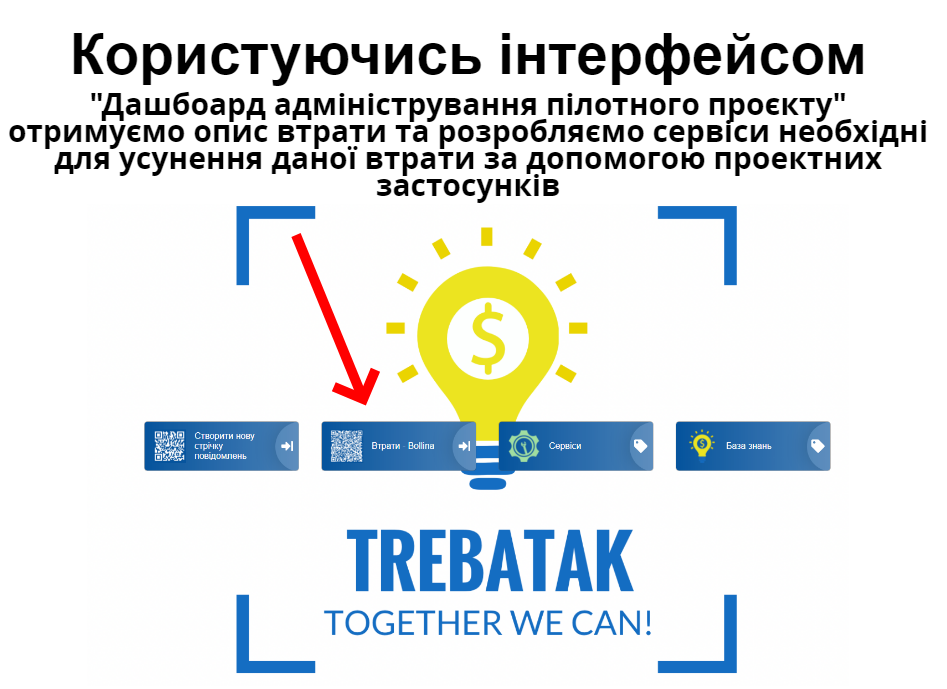 Користуючись інтерфейсом
"Дашбоард адміністрування пілотного проєкту"
отримуємо опис втрати та розробляємо сервіси необхідні
для усунення даної втрати за допомогою проектних
застосунків
$
Створити нову
стрічку
повідомлень
Втрати - Bollina
Сервіси
$
База знань
TREBATAK
TOGETHER WE CAN!